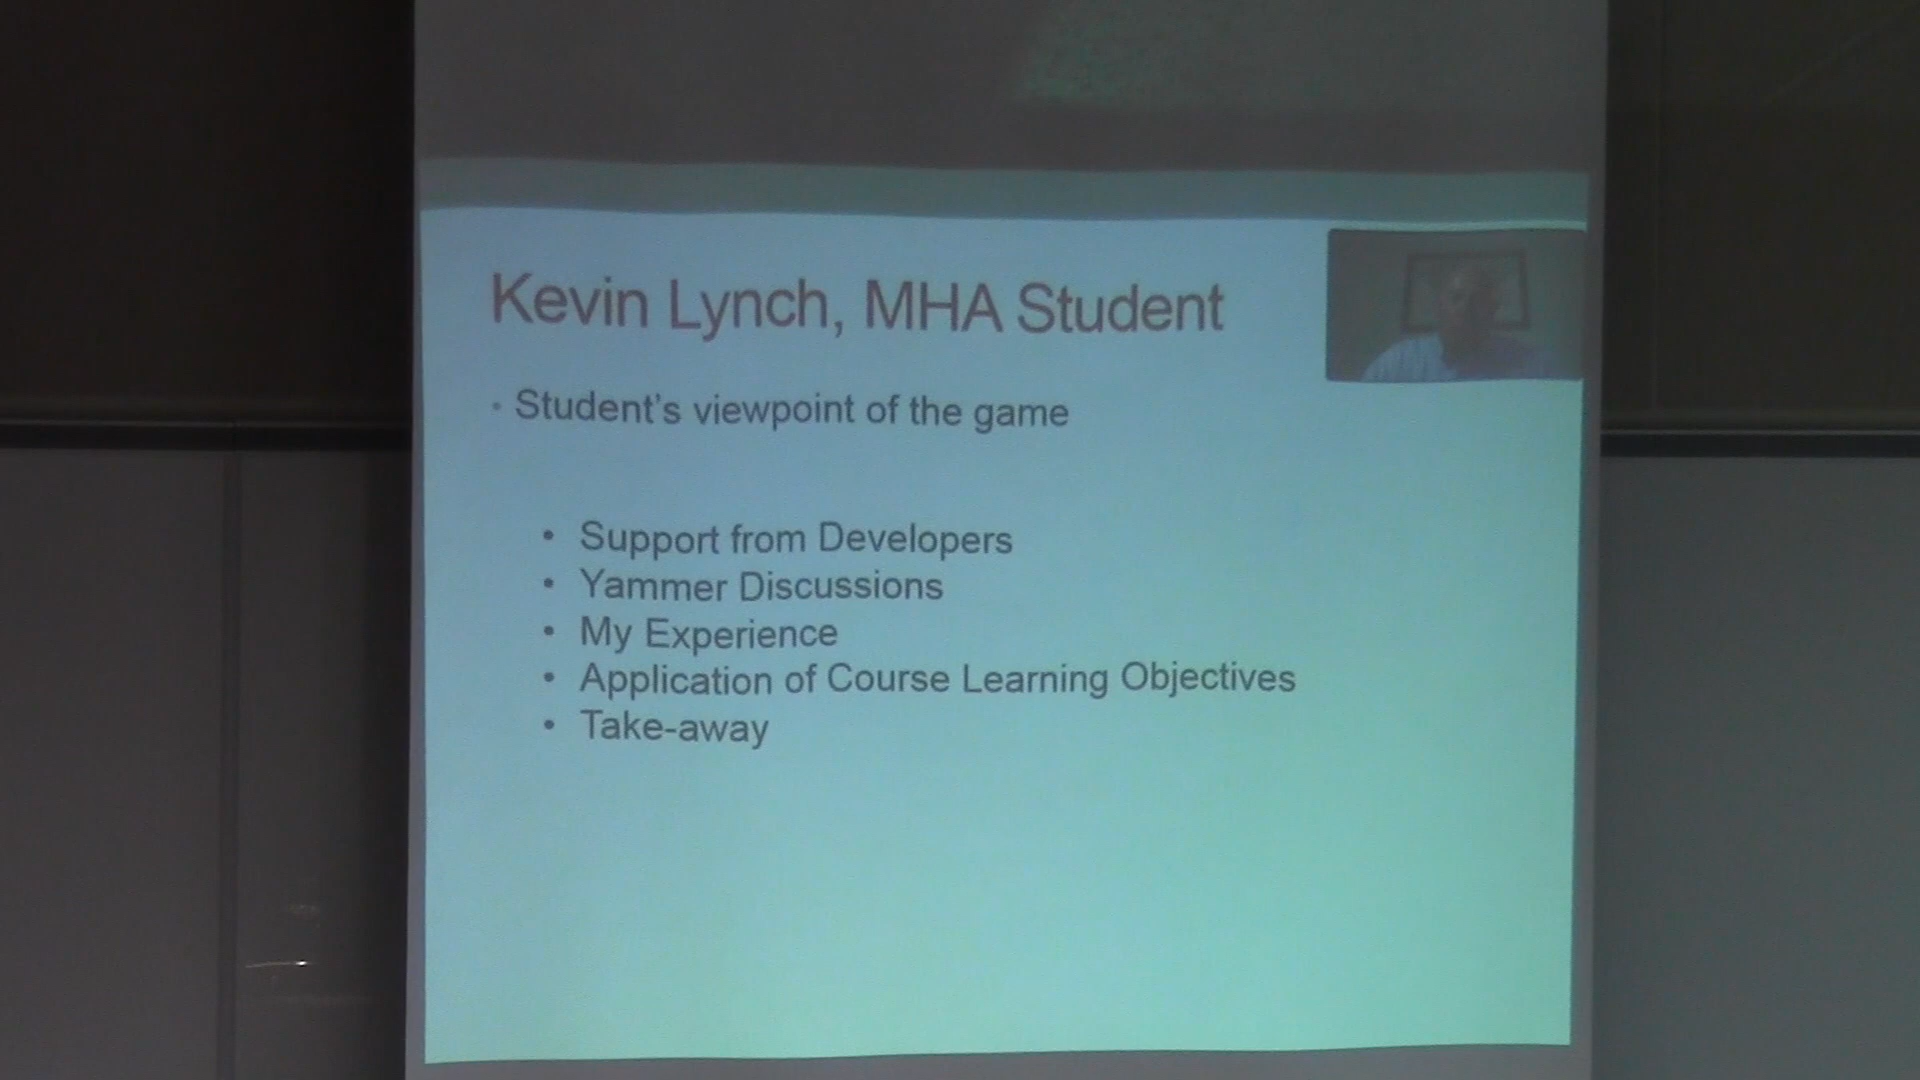 Kevin Lynch, MHA Student
• Student's viewpoint of the game
• Support from Developers
• Yammer Discussions
• My Experience
• Application of Course Learning Objectives
• Take-away